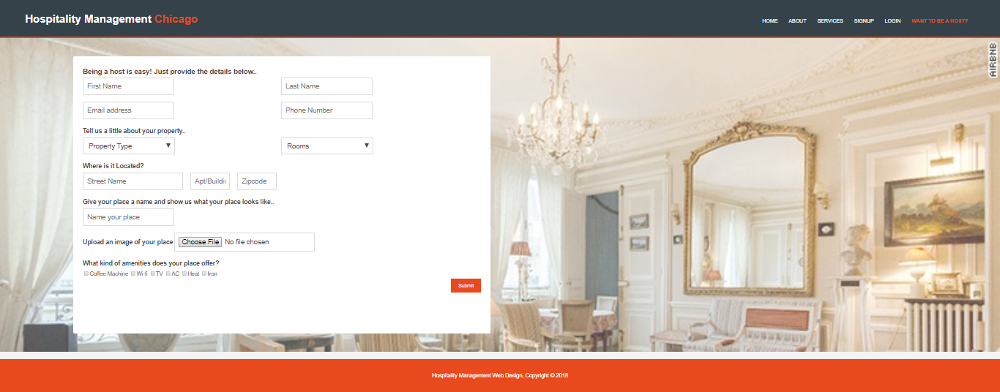 Hospitality Management Chicago
HOME ABOUT SERVICES SIGNUP LOGIN WANT TO BE A HOST?
AIRBNB
Being a host is easy! Just provide the details below..
First Name Last Name
Email address Phone Number
Tell us a little about your property..
Property Type Rooms
Where is it Located?
Street Name Apt/Buildi Zipcode
Give your place a name and show us what your place looks like..
Name your place
Upload an image of your place Choose File No file chosen
What kind of amenities does your place offer?
Coffee Machine Wi-fi TV AC Heat Iron
Submit
Hospitality Management Web Design, Copyright © 2018